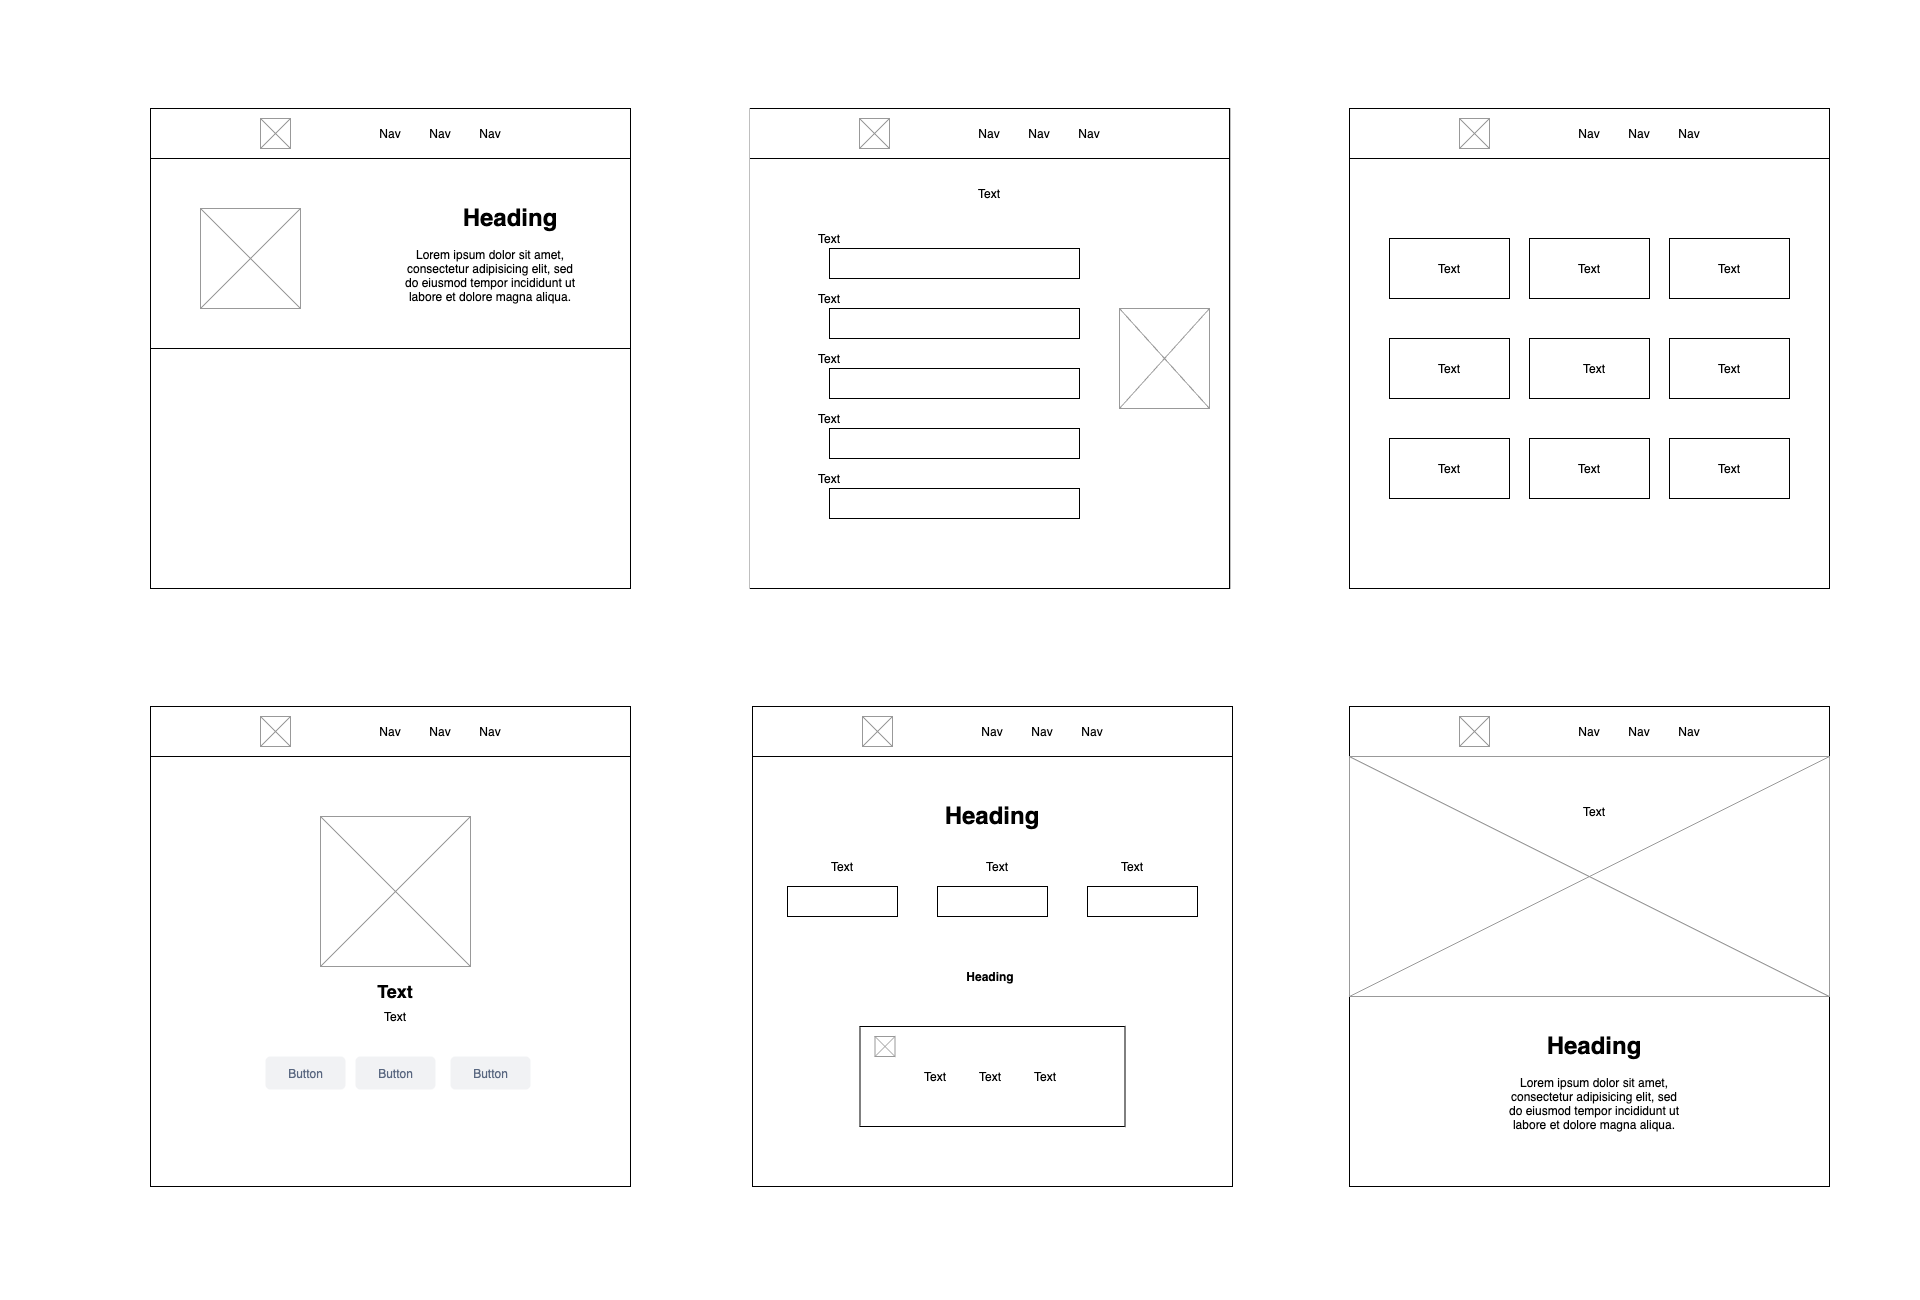 Nav Nav Nav
Heading
Lorem ipsum dolor sit amet,
consectetur adipisicing elit, sed
do eiusmod tempor incididunt ut
labore et dolore magna aliqua.
Nav Nav Nav
Text
Text
Text
Text
Text
Text
Nav Nav Nav
Text Text Text
Text Text Text
Text Text Text
Nav Nav Nav
Text
Text
Button Button Button
Nav Nav Nav
Heading
Text Text Text
Heading
Text Text Text
Nav Nav Nav
Text
Heading
Lorem ipsum dolor sit amet,
consectetur adipisicing elit, sed
do eiusmod tempor incididunt ut
labore et dolore magna aliqua.